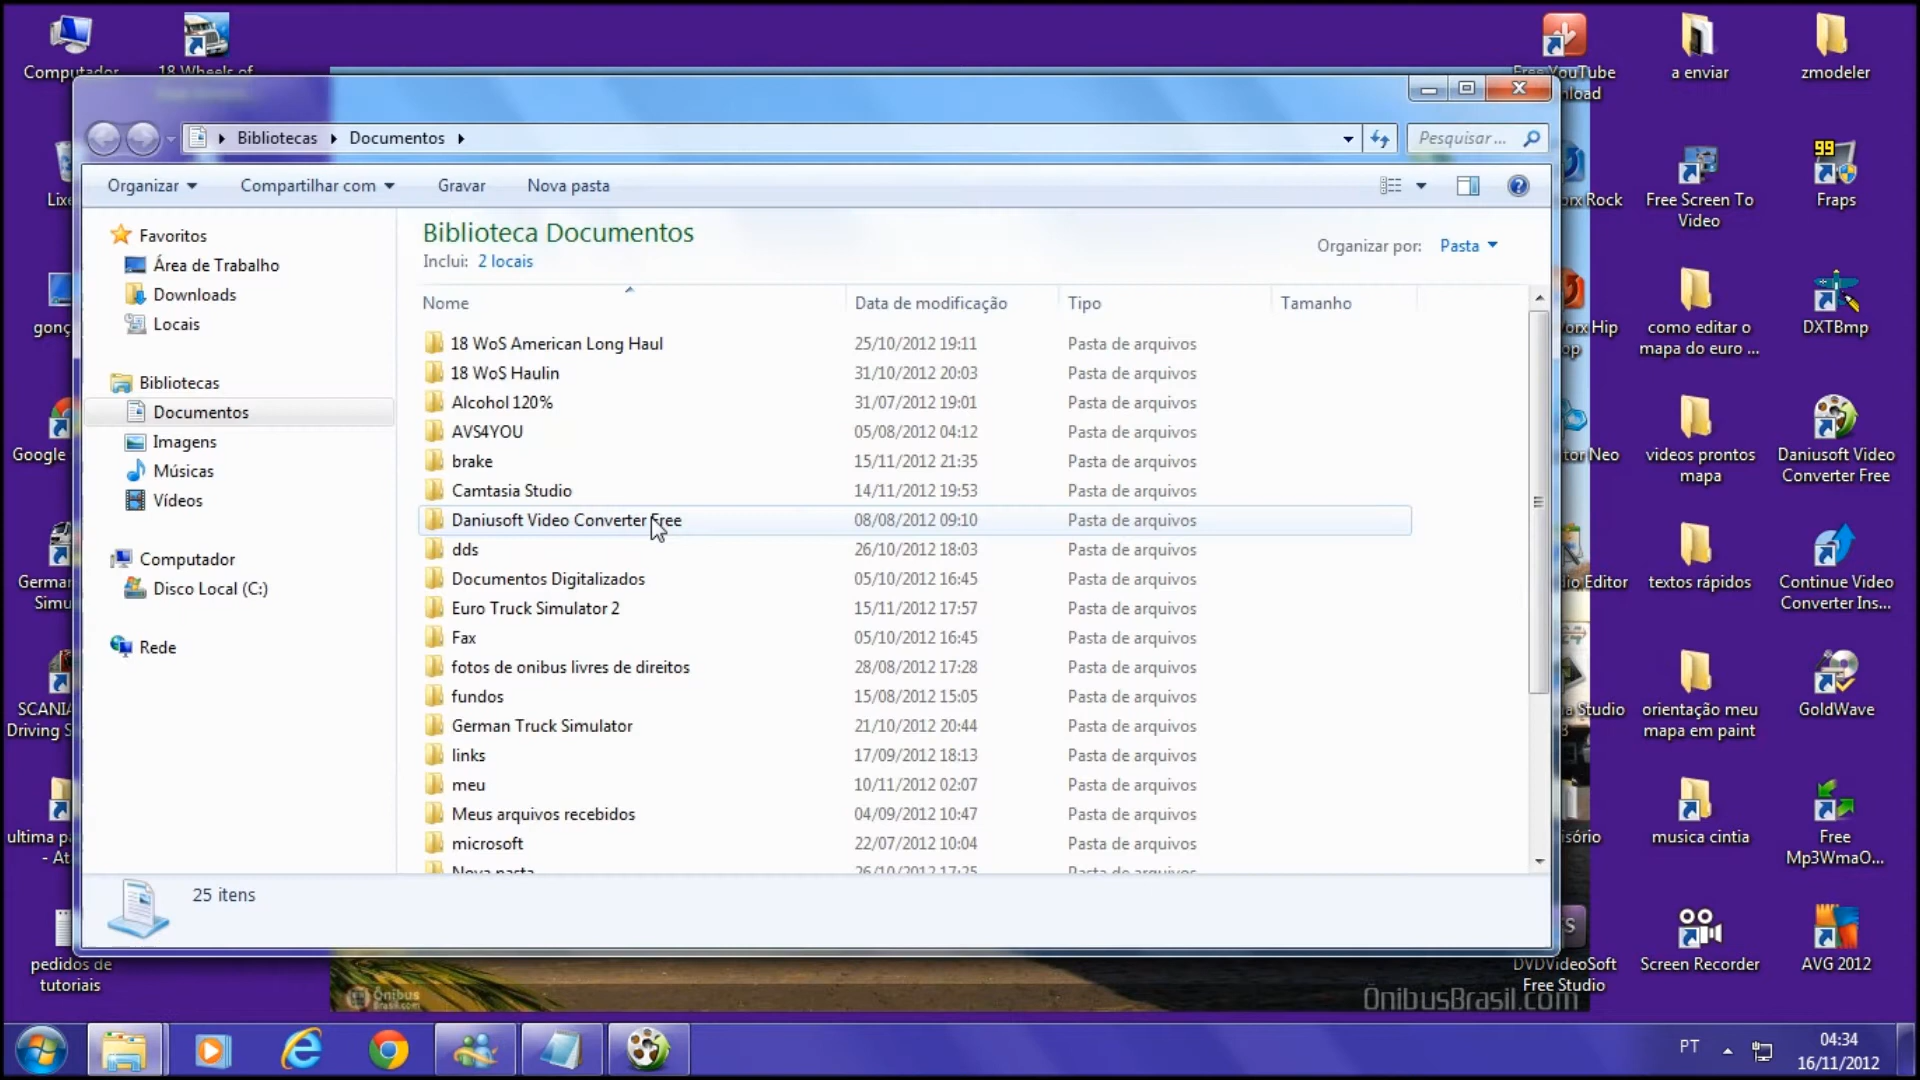 Computador
18 Wheels of
Free YouTube
load
a enviar
zmodeler
Bibliotecas
Documentos
Pesquisar ...
Organizar
Compartilhar com
Gravar
Nova pasta
Favoritos
Área de Trabalho
Downloads
Locais
Bibliotecas
Documentos
Imagens
Músicas
Vídeos
Computador
Disco Local (C:)
Rede
Biblioteca Documentos
Inclui: 2 locais
Organizar por: Pasta
Nome Data de modificação Tipo Tamanho
18 WoS American Long Haul 25/10/2012 19:11 Pasta de arquivos
18 WoS Haulin 31/10/2012 20:03 Pasta de arquivos
Alcohol 120% 31/07/2012 19:01 Pasta de arquivos
AVS4YOU 05/08/2012 04:12 Pasta de arquivos
brake 15/11/2012 21:35 Pasta de arquivos
Camtasia Studio 14/11/2012 19:53 Pasta de arquivos
Daniusoft Video Converter Free 08/08/2012 09:10 Pasta de arquivos
dds 26/10/2012 18:03 Pasta de arquivos
Documentos Digitalizados 05/10/2012 16:45 Pasta de arquivos
Euro Truck Simulator 2 15/11/2012 17:57 Pasta de arquivos
Fax 05/10/2012 16:45 Pasta de arquivos
fotos de onibus livres de direitos 28/08/2012 17:28 Pasta de arquivos
fundos 15/08/2012 15:05 Pasta de arquivos
German Truck Simulator 21/10/2012 20:44 Pasta de arquivos
links 17/09/2012 18:13 Pasta de arquivos
meu 10/11/2012 02:07 Pasta de arquivos
Meus arquivos recebidos 04/09/2012 10:47 Pasta de arquivos
microsoft 22/07/2012 10:04 Pasta de arquivos
Nova pasta 26/10/2012 17:25 Pasta de arquivos
25 itens
Lixe
gonç
Google
German
Simu
SCANIA
Driving S
ultima pa
- At
pedidos de
tutoriais
Rock
Hip
op
tor Neo
io Editor
Studio
isório
DVDVideoSoft
Free Studio
Free Screen To
Video
como editar o
mapa do euro ...
videos prontos
mapa
textos rápidos
orientação meu
mapa em paint
musica cintia
Screen Recorder
99
Fraps
DXTBmp
Daniusoft Video
Converter Free
Continue Video
Converter Ins...
GoldWave
Free
Mp3WmaO...
AVG 2012
Ônibus
Brasil.com
ÔnibusBrasil.com
PT
04:34
16/11/2012